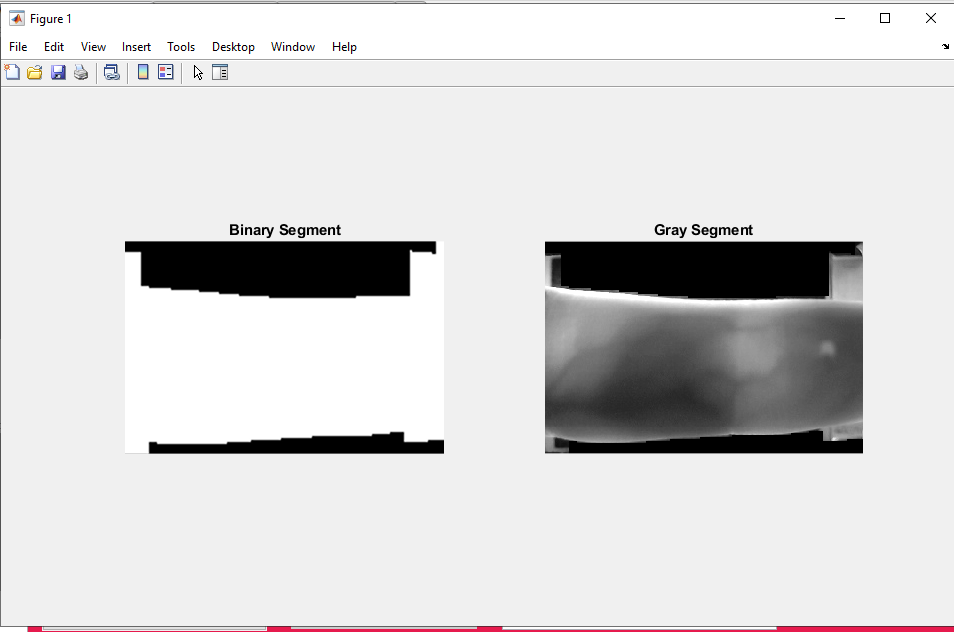 Figure 1
File Edit View Insert Tools Desktop Window Help
Binary Segment Gray Segment